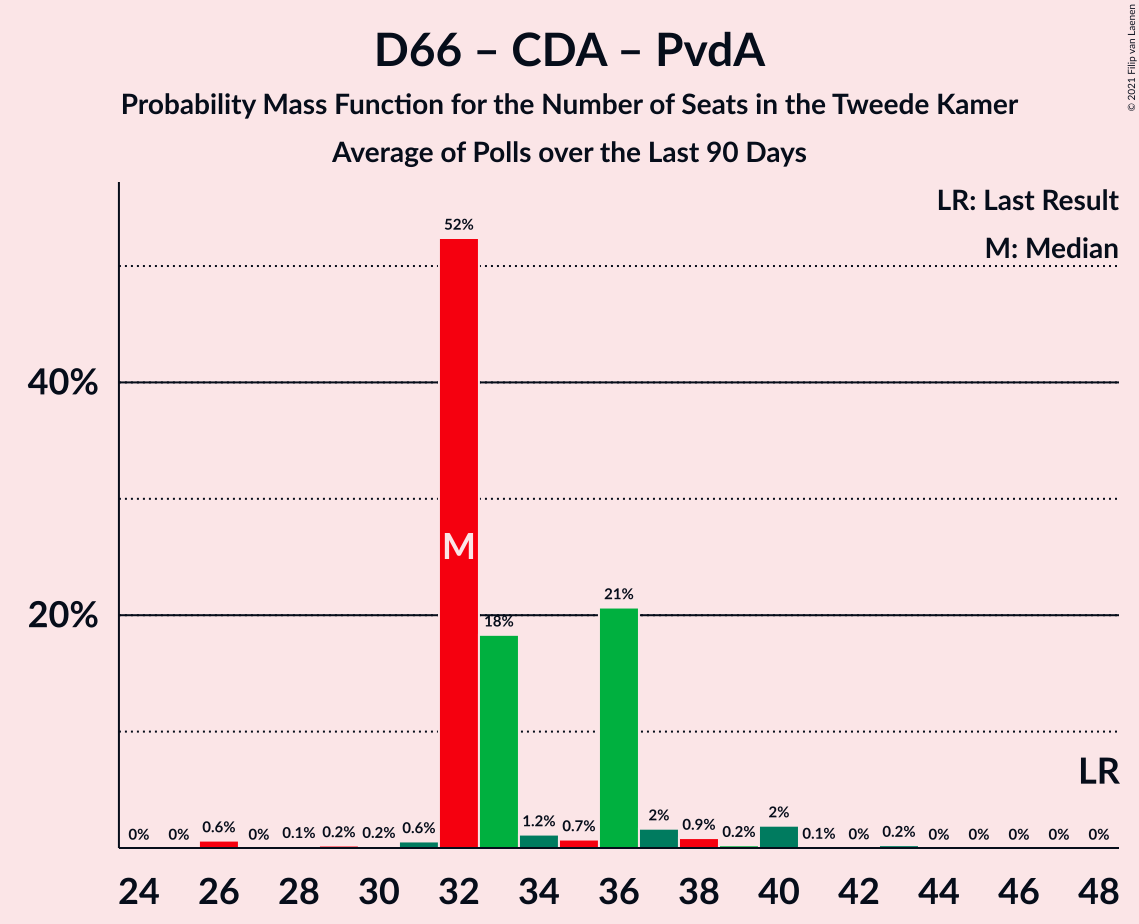 D66 – CDA – PvdA
Probability Mass Function for the Number of Seats in the Tweede Kamer
Average of Polls over the Last 90 Days
© 2021 Filip van Laenen
LR: Last Result
M: Median
52%
40%
M
21%
20%
18%
LR
0% 0% 0.6% 0% 0.1% 0.2% 0.2% 0.6% 1.2% 0.7% 2% 0.9% 0.2% 2% 0.1% 0% 0.2% 0% 0% 0% 0% 0%
24 26 28 30 32 34 36 38 40 42 44 46 48